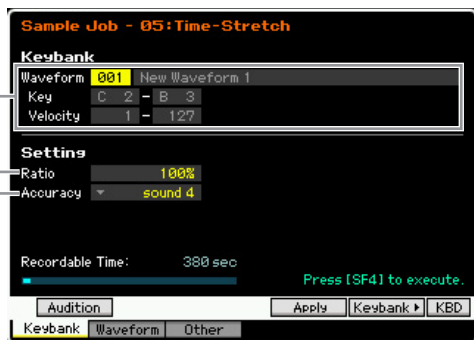 Sample Job - 05:Time-Stretch
Keybank
Waveform 001 New Waveform 1
Key C 2 - B 3
Velocity 1 - 127
Setting
Ratio 100%
Accuracy sound 4
Recordable Time: 380 sec
Press [SF4] to execute.
Audition Apply Keybank KBD
Keybank Waveform Other